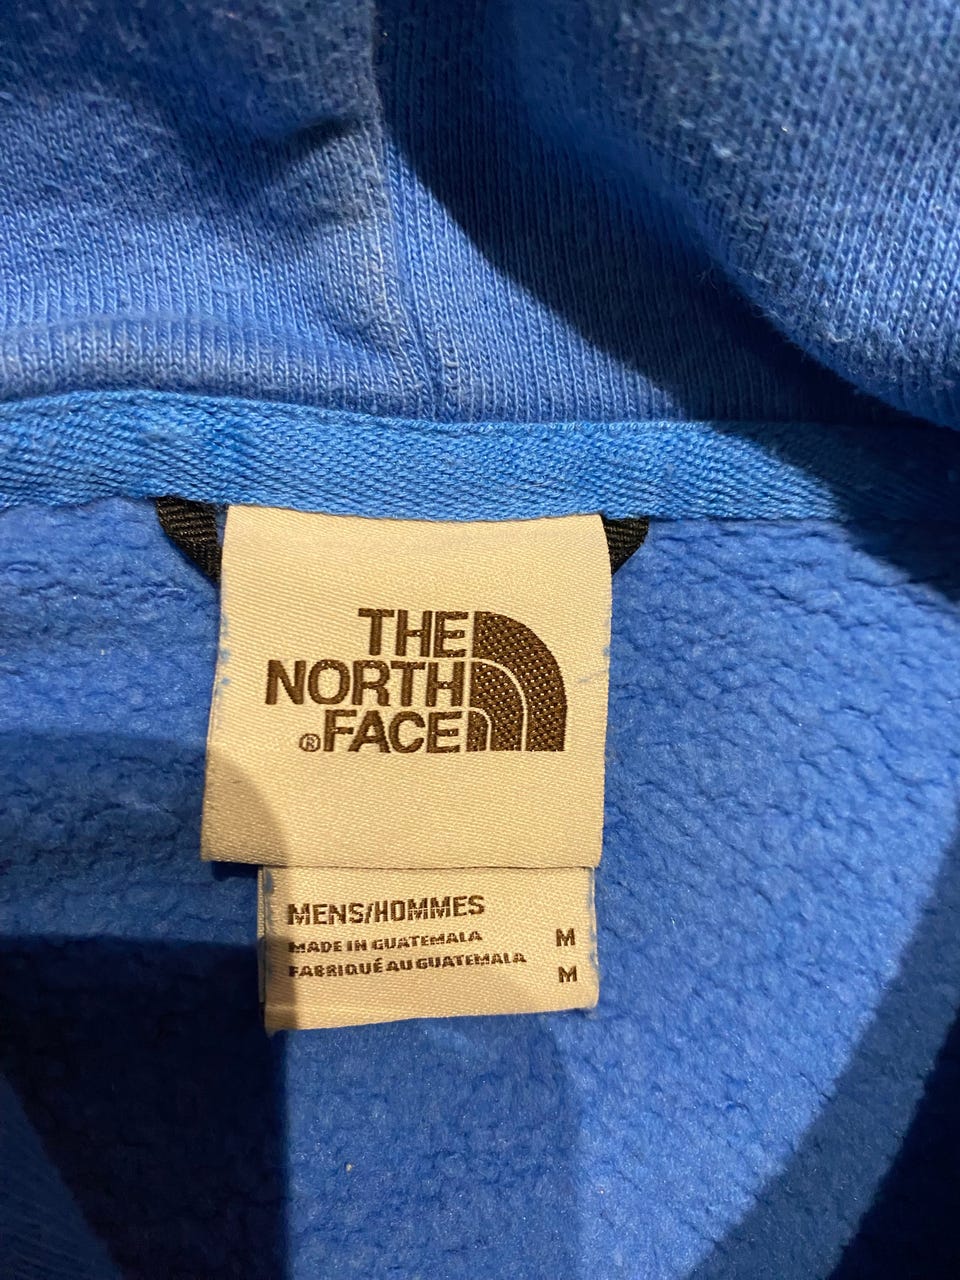 THE
NORTH
®FACE
MENS/HOMMES
MADE IN GUATEMALA M
FABRIQUÉ AU GUATEMALA M